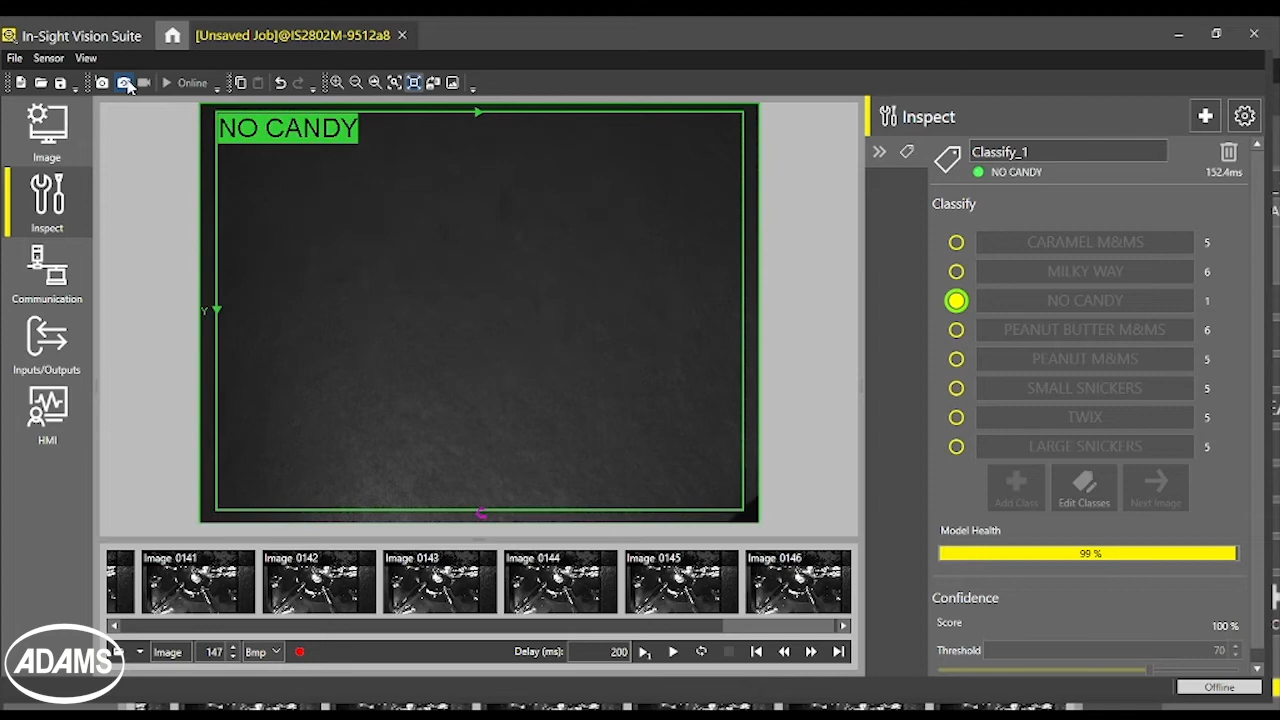 In-Sight Vision Suite
[Unsaved Job]@IS2802M-9512a8
File Sensor View
Online
Image
Inspect
Communication
Inputs/Outputs
HMI
NO CANDY
Y
Image 0141
Image 0142
Image 0143
Image 0144
Image 0145
Image 0146
Image 147 Bmp Delay (ms): 200
Inspect
Classify_1
NO CANDY 152.4ms
Classify
CARAMEL M&MS 5
MILKY WAY 6
NO CANDY 1
PEANUT BUTTER M&MS 6
PEANUT M&MS 5
SMALL SNICKERS 5
TWIX 5
LARGE SNICKERS 5
Add Class Edit Classes Next Image
Model Health
99 %
Confidence
Score 100 %
Threshold 70
Offline
ADAMS